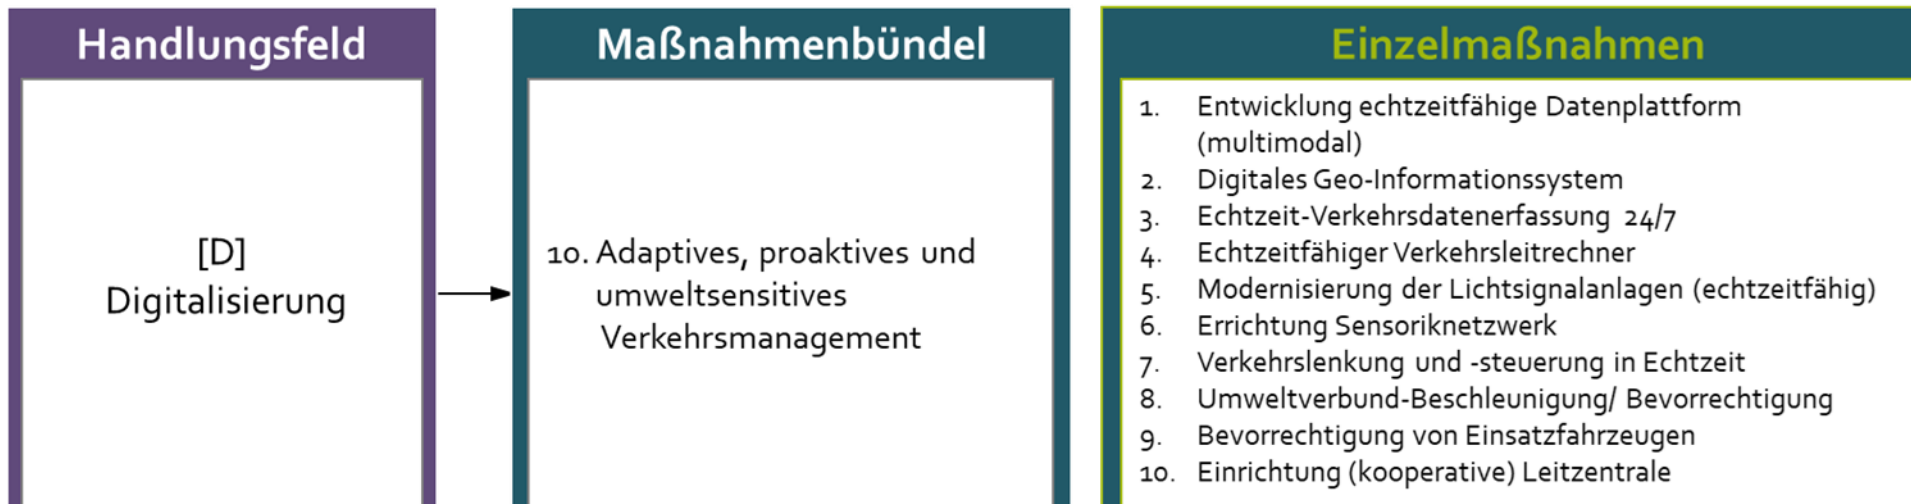 Handlungsfeld
[D]
Digitalisierung
Maßnahmenbündel
10. Adaptives, proaktives und
umweltsensitives
Verkehrsmanagement
Einzelmaßnahmen
1. Entwicklung echtzeitfähige Datenplattform
(multimodal)
2. Digitales Geo-Informationssystem
3. Echtzeit-Verkehrsdatenerfassung 24/7
4. Echtzeitfähiger Verkehrsleitrechner
5. Modernisierung der Lichtsignalanlagen (echtzeitfähig)
6. Errichtung Sensoriknetzwerk
7. Verkehrslenkung und -steuerung in Echtzeit
8. Umweltverbund-Beschleunigung/ Bevorrechtigung
9. Bevorrechtigung von Einsatzfahrzeugen
10. Einrichtung (kooperative) Leitzentrale